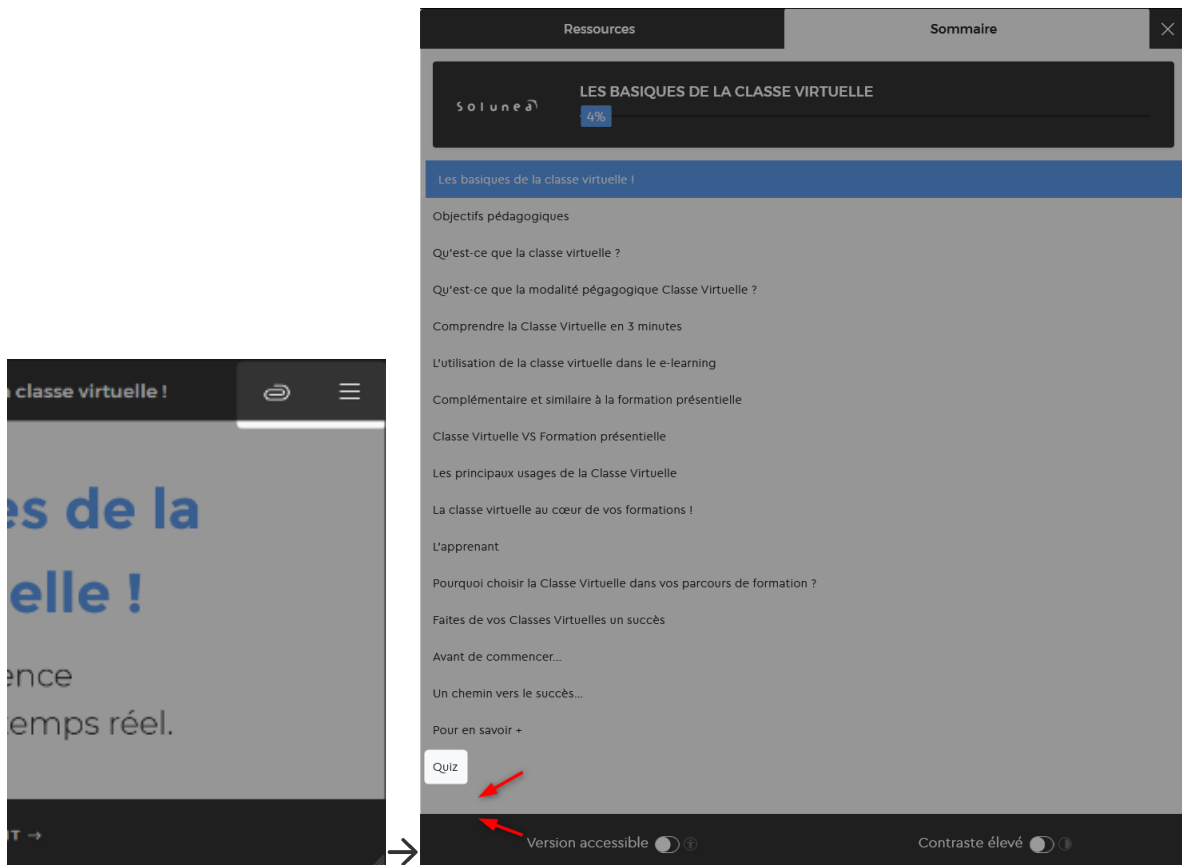 classe virtuelle !
es de la
elle !
ence
temps réel.
IT →
Ressources
Sommaire
Solunea
LES BASIQUES DE LA CLASSE VIRTUELLE
4%
Les basiques de la classe virtuelle !
Objectifs pédagogiques
Qu'est-ce que la classe virtuelle ?
Qu'est-ce que la modalité pégagogique Classe Virtuelle ?
Comprendre la Classe Virtuelle en 3 minutes
L'utilisation de la classe virtuelle dans le e-learning
Complémentaire et similaire à la formation présentielle
Classe Virtuelle VS Formation présentielle
Les principaux usages de la Classe Virtuelle
La classe virtuelle au cœur de vos formations !
L'apprenant
Pourquoi choisir la Classe Virtuelle dans vos parcours de formation ?
Faites de vos Classes Virtuelles un succès
Avant de commencer...
Un chemin vers le succès...
Pour en savoir +
Quiz
Version accessible
Contraste élevé